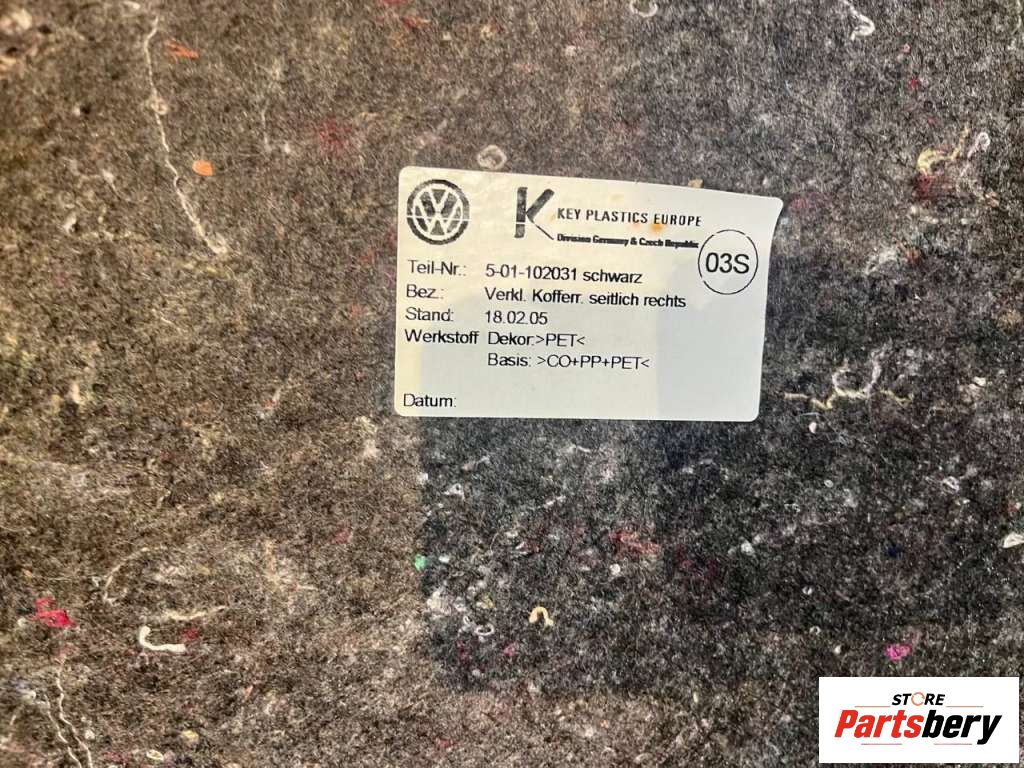 VW
K KEY PLASTICS EUROPE
Division Germany & Czech Republic
03S
Teil-Nr.: 5-01-102031 schwarz
Bez.: Verkl. Kofferr. seitlich rechts
Stand: 18.02.05
Werkstoff Dekor:>PET<
Basis: >CO+PP+PET<
Datum:
STORE
Partsbery